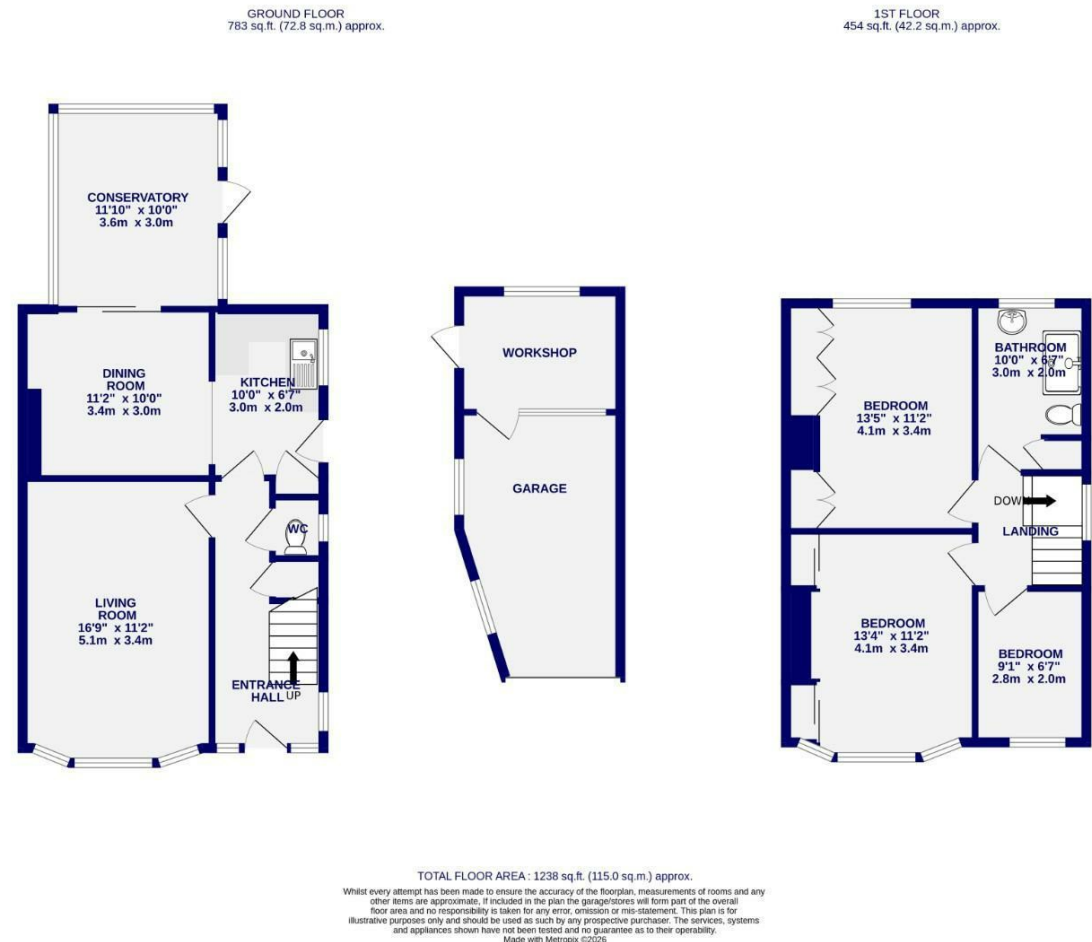 GROUND FLOOR
783 sq.ft. (72.8 sq.m.) approx.
1ST FLOOR
454 sq.ft. (42.2 sq.m.) approx.
CONSERVATORY
11'10" x 10'0"
3.6m x 3.0m
DINING
ROOM
11'2" x 10'0"
3.4m x 3.0m
KITCHEN
10'0" x 6'7"
3.0m x 2.0m
WC
LIVING
ROOM
16'9" x 11'2"
5.1m x 3.4m
ENTRANCE
HALL
UP
WORKSHOP
GARAGE
BEDROOM
13'5" x 11'2"
4.1m x 3.4m
BATHROOM
10'0" x 6'7"
3.0m x 2.0m
DOWN
LANDING
BEDROOM
13'4" x 11'2"
4.1m x 3.4m
BEDROOM
9'1" x 6'7"
2.8m x 2.0m
TOTAL FLOOR AREA : 1238 sq.ft. (115.0 sq.m.) approx.
Whilst every attempt has been made to ensure the accuracy of the floorplan, measurements of rooms and any
other items are approximate, If included in the plan the garage/stores will form part of the overall
floor area and no responsibility is taken for any error, omission or mis-statement. This plan is for
illustrative purposes only and should be used as such by any prospective purchaser. The services, systems
and appliances shown have not been tested and no guarantee as to their operability.
Made with Metropix ©2026